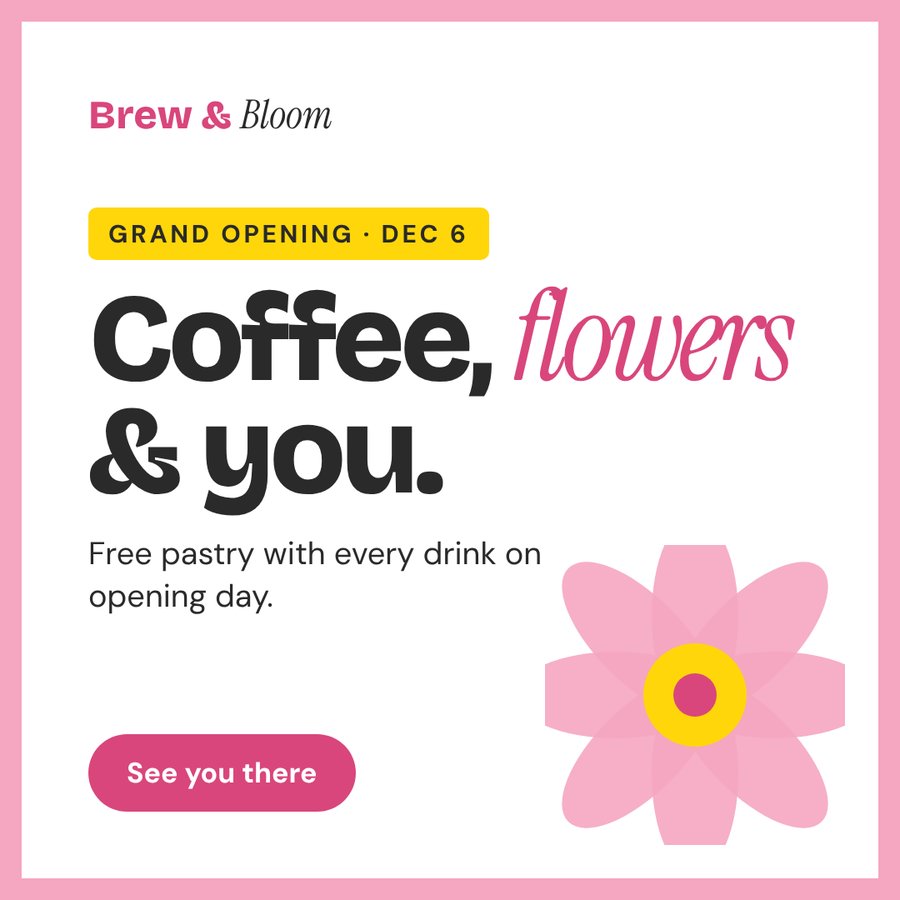 Brew & Bloom
GRAND OPENING · DEC 6
Coffee, flowers
& you.
Free pastry with every drink on
opening day.
See you there